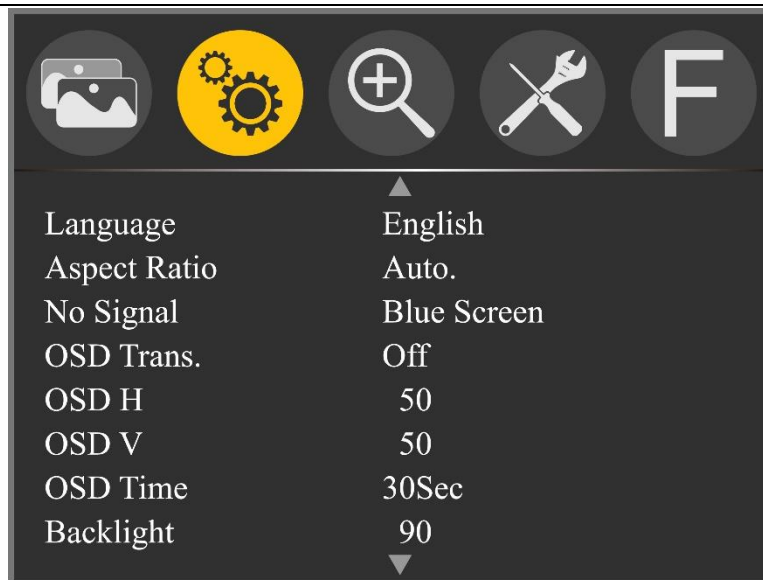 F
Language English
Aspect Ratio Auto.
No Signal Blue Screen
OSD Trans. Off
OSD H 50
OSD V 50
OSD Time 30Sec
Backlight 90